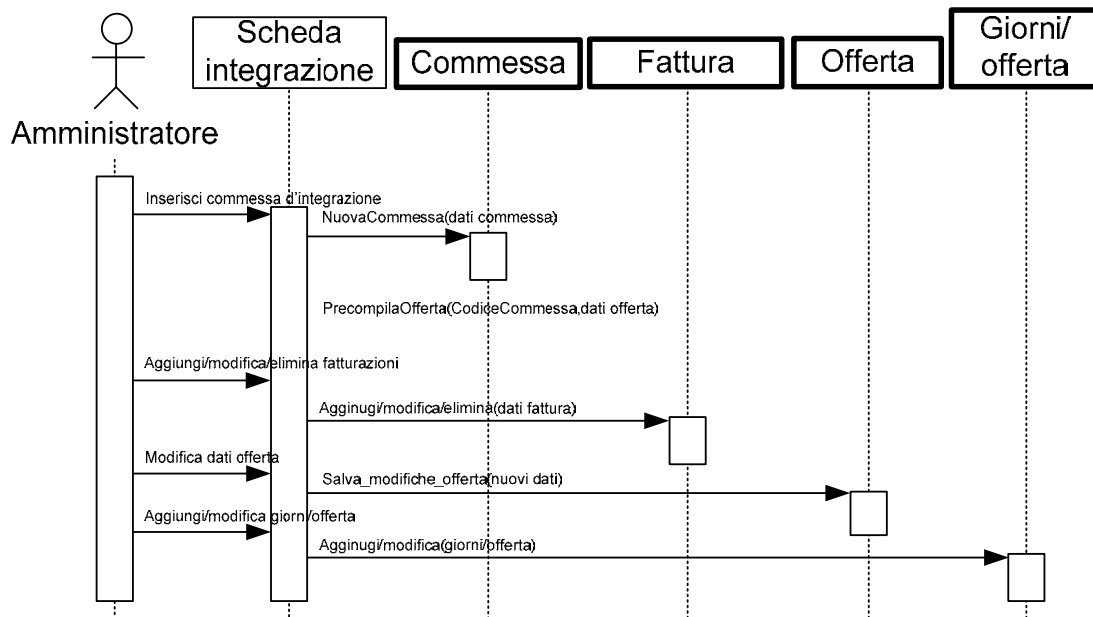 Scheda
integrazione
Commessa
Fattura
Offerta
Giorni/
offerta
Amministratore
Inserisci commessa d'integrazione
NuovaCommessa(dati commessa)
PrecompilaOfferta(CodiceCommessa,dati offerta)
Aggiungi/modifica/elimina fatturazioni
Agginugi/modifica/elimina(dati fattura)
Modifica dati offerta
Salva_modifiche_offerta(nuovi dati)
Aggiungi/modifica giorni/offerta
Agginugi/modifica(giorni/offerta)